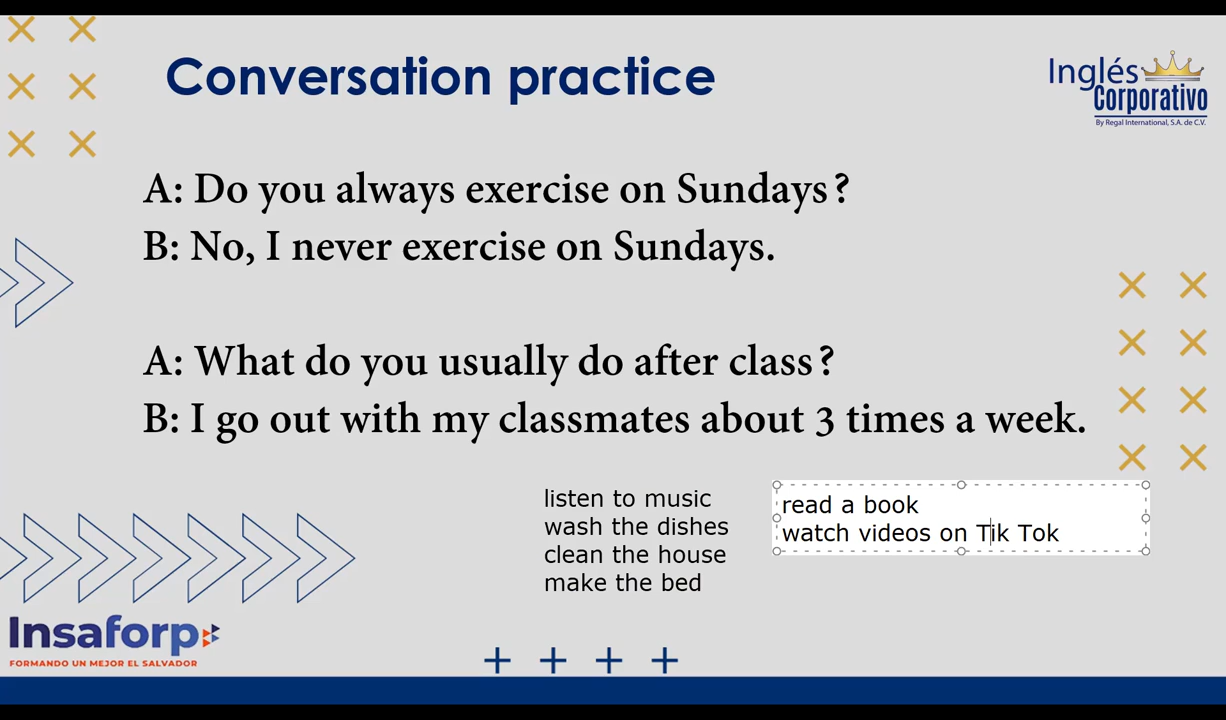 Conversation practice
Inglés
Corporativo
By Regal International, S.A. de C.V.
A: Do you always exercise on Sundays?
B: No, I never exercise on Sundays.
A: What do you usually do after class?
B: I go out with my classmates about 3 times a week.
listen to music
wash the dishes
clean the house
make the bed
read a book
watch videos on Tik Tok
Insaforp
FORMANDO UN MEJOR EL SALVADOR